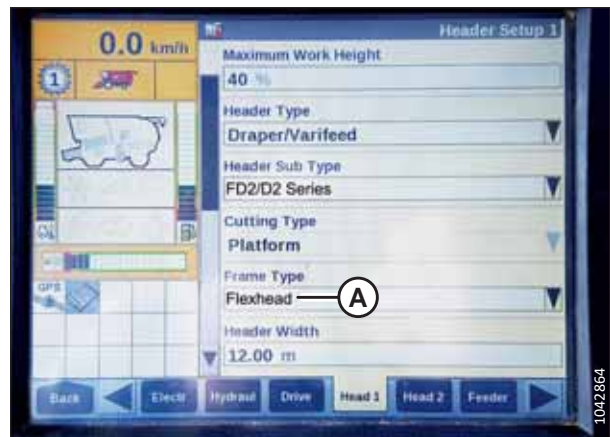 0.0 km/h
Header Setup 1
Maximum Work Height
40 %
1
Header Type
Draper/Varifeed
Header Sub Type
FD2/D2 Series
Cutting Type
Platform
Frame Type
Flexhead
A
GPS
Header Width
12.00 m
Back
Electr
Hydraul
Drive
Head 1
Head 2
Feeder
1042864